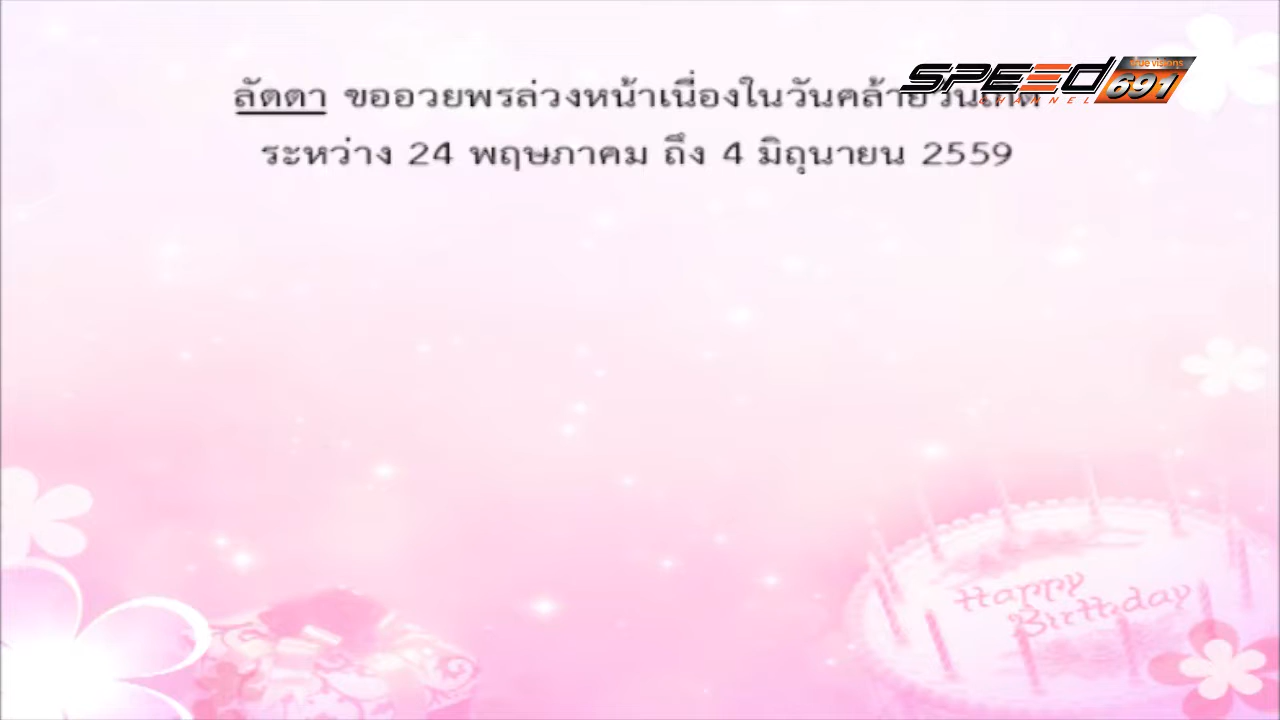 ลัดดา ขออวยพรล่วงหน้าเนื่องในวันคล้าย
ระหว่าง 24 พฤษภาคม ถึง 4 มิถุนายน 2559
SPEED
CHANNEL
true visions
691
Happy
Birthday